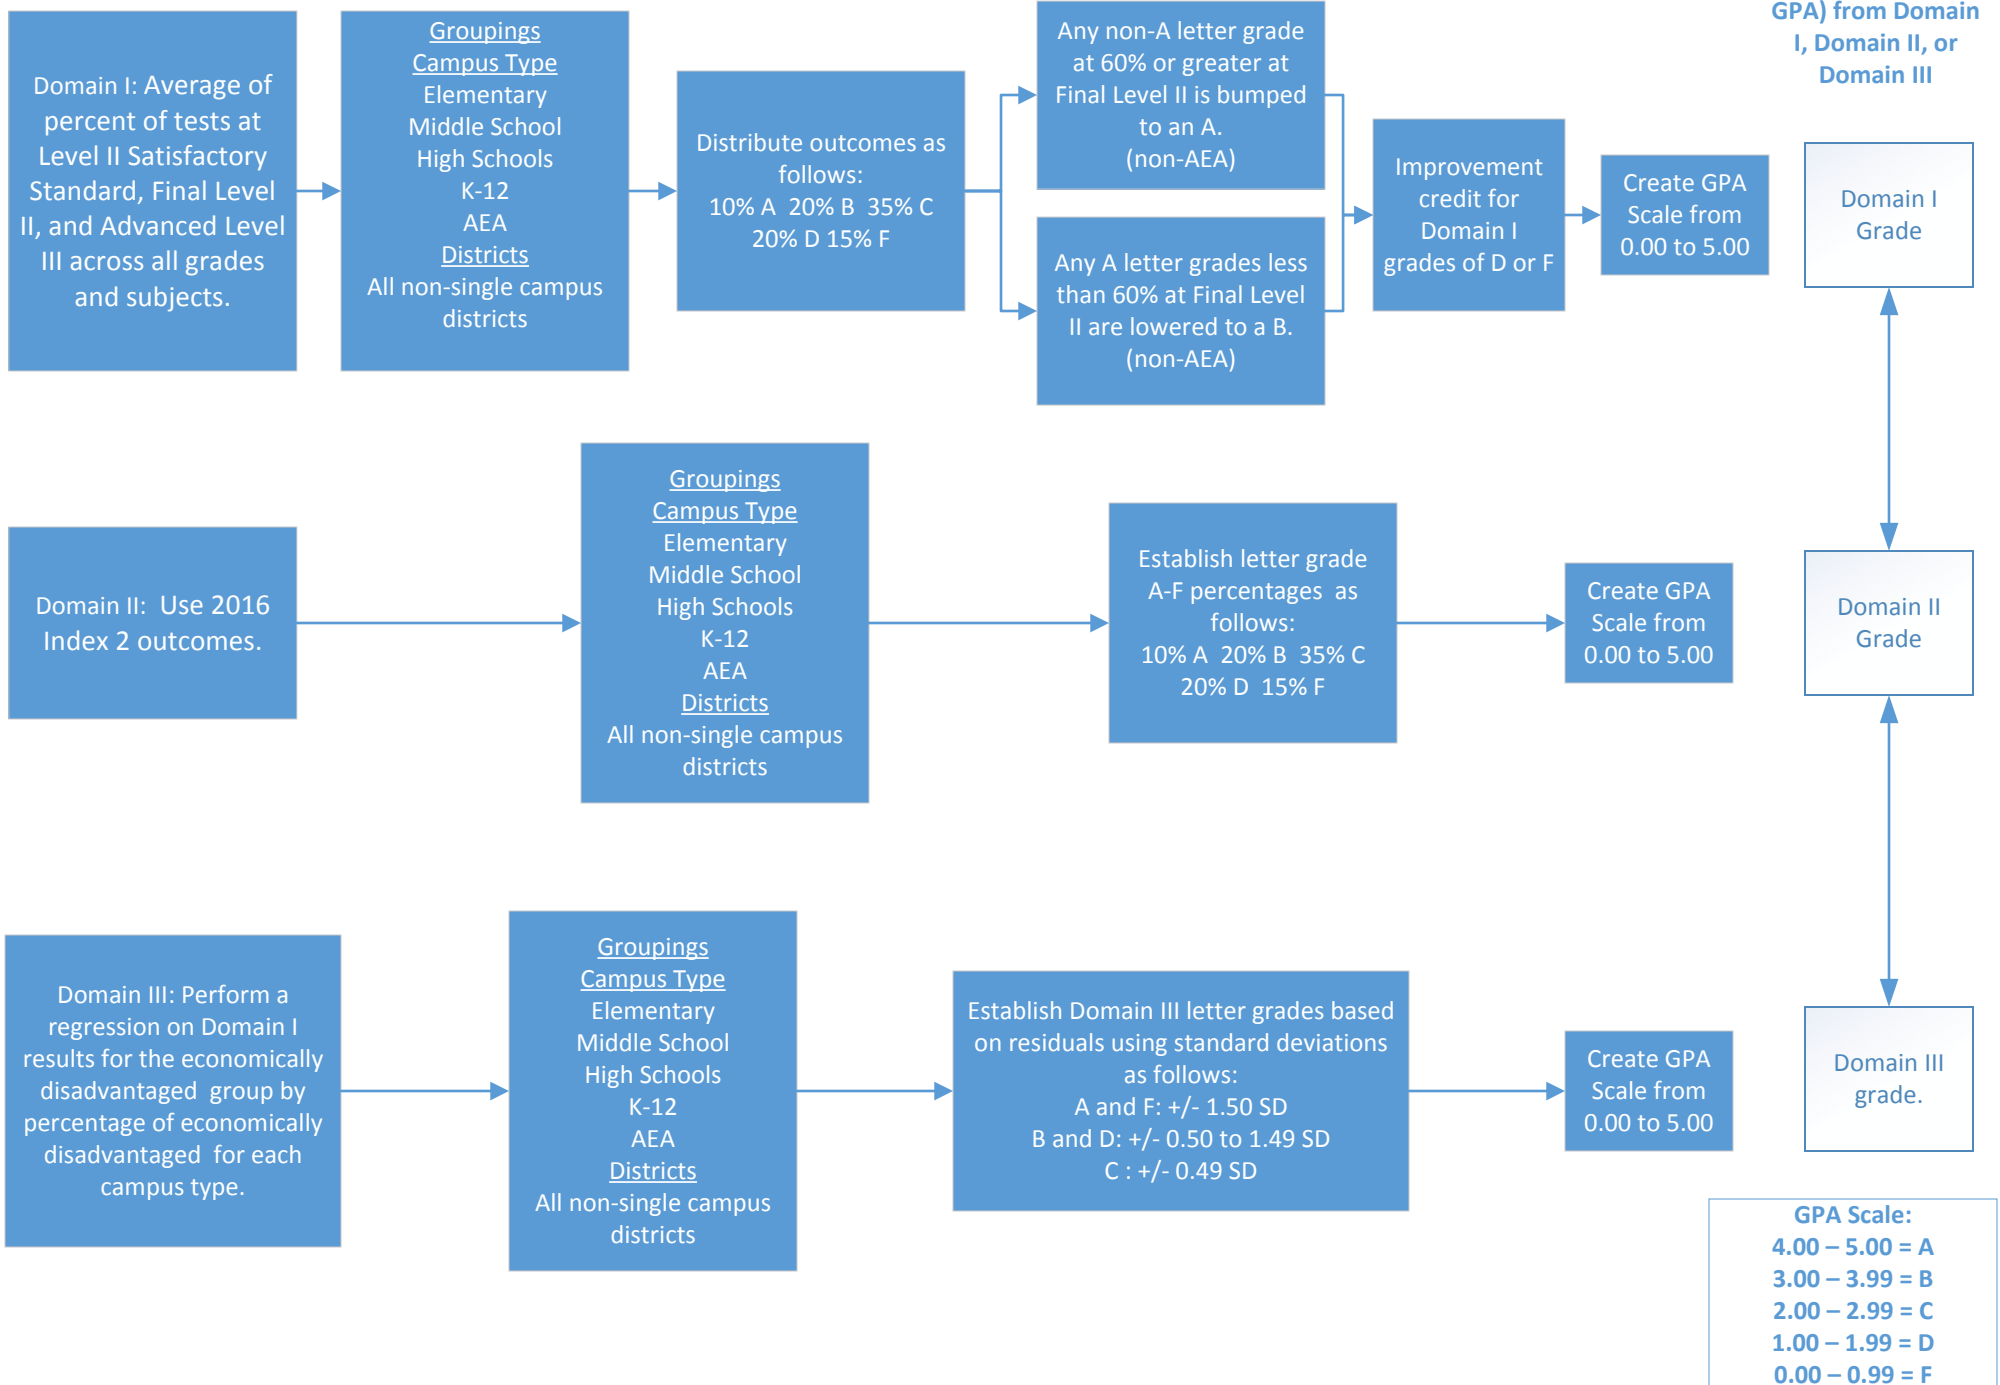 Domain I: Average of
percent of tests at
Level II Satisfactory
Standard, Final Level
II, and Advanced Level
III across all grades
and subjects.
Groupings
Campus Type
Elementary
Middle School
High Schools
K-12
AEA
Districts
All non-single campus
districts
Distribute outcomes as
follows:
10% A 20% B 35% C
20% D 15% F
Any non-A letter grade
at 60% or greater at
Final Level II is bumped
to an A.
(non-AEA)
Any A letter grades less
than 60% at Final Level
II are lowered to a B.
(non-AEA)
Improvement
credit for
Domain I
grades of D or F
Create GPA
Scale from
0.00 to 5.00
GPA) from Domain
I, Domain II, or
Domain III
Domain I
Grade
Domain II: Use 2016
Index 2 outcomes.
Groupings
Campus Type
Elementary
Middle School
High Schools
K-12
AEA
Districts
All non-single campus
districts
Establish letter grade
A-F percentages as
follows:
10% A 20% B 35% C
20% D 15% F
Create GPA
Scale from
0.00 to 5.00
Domain II
Grade
Domain III: Perform a
regression on Domain I
results for the economically
disadvantaged group by
percentage of economically
disadvantaged for each
campus type.
Groupings
Campus Type
Elementary
Middle School
High Schools
K-12
AEA
Districts
All non-single campus
districts
Establish Domain III letter grades based
on residuals using standard deviations
as follows:
A and F: +/- 1.50 SD
B and D: +/- 0.50 to 1.49 SD
C : +/- 0.49 SD
Create GPA
Scale from
0.00 to 5.00
Domain III
grade.
GPA Scale:
4.00 – 5.00 = A
3.00 – 3.99 = B
2.00 – 2.99 = C
1.00 – 1.99 = D
0.00 – 0.99 = F